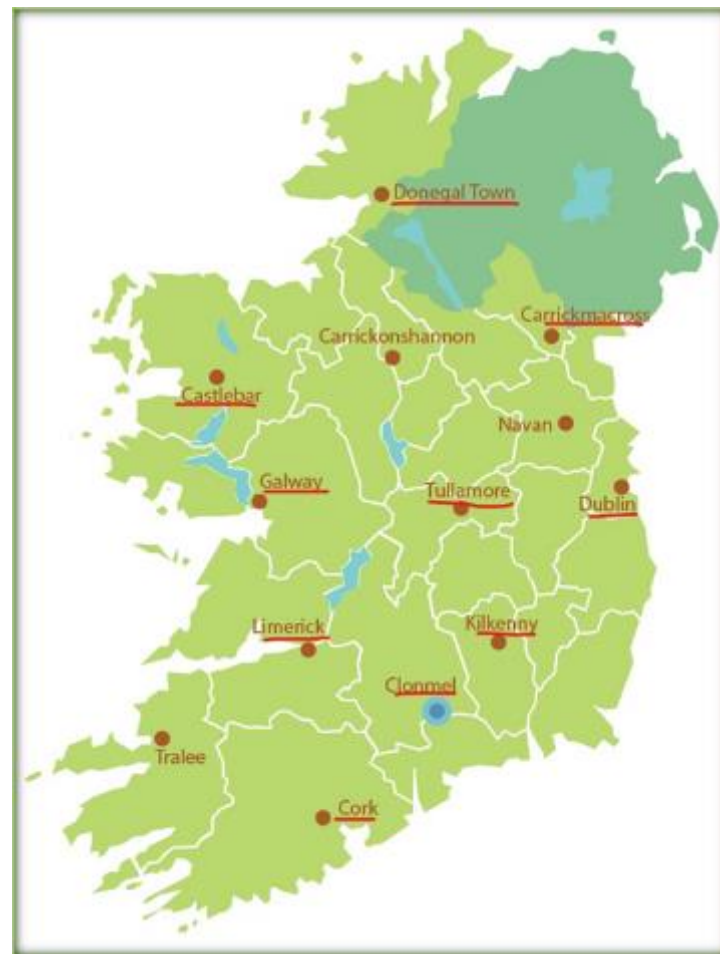 Donegal Town
Carrickmacross
Carrickonshannon
Castlebar
Navan
Galway
Tullamore
Dublin
Limerick
Kilkenny
Clonmel
Tralee
Cork